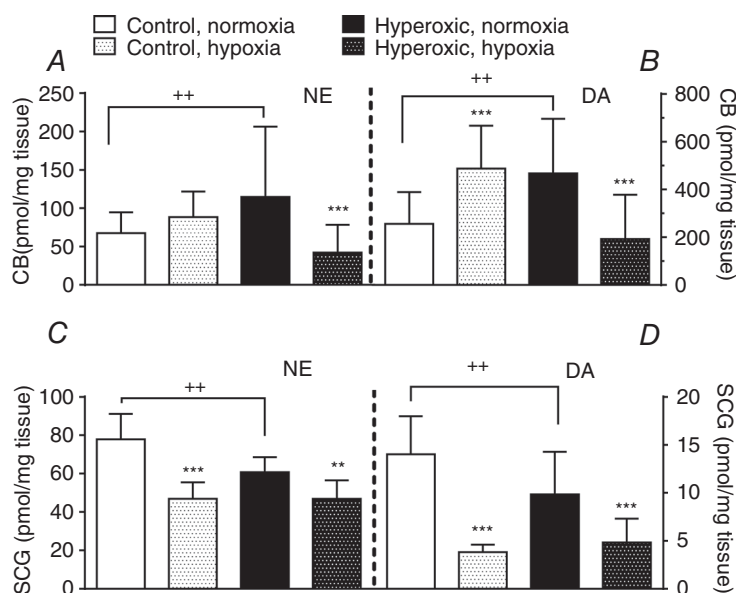 Control, normoxia
Hyperoxic, normoxia
Control, hypoxia
Hyperoxic, hypoxia
A
B
++
NE
++
DA
***
***
***
250
200
150
100
50
0
CB(pmol/mg tissue)
800
600
400
200
0
CB (pmol/mg tissue)
C
D
++
NE
++
DA
***
**
***
***
100
80
60
40
20
0
SCG (pmol/mg tissue)
20
15
10
5
0
SCG (pmol/mg tissue)